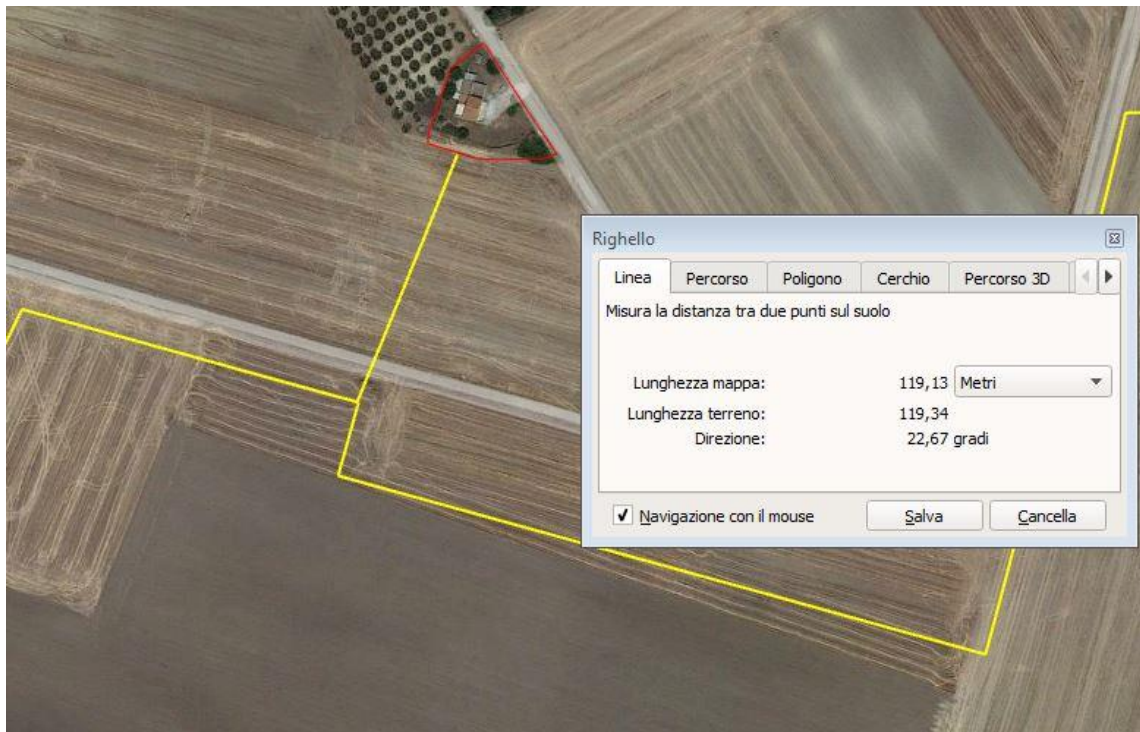 Righello
Linea Percorso Poligono Cerchio Percorso 3D
Misura la distanza tra due punti sul suolo
Lunghezza mappa: 119,13 Metri
Lunghezza terreno: 119,34
Direzione: 22,67 gradi
Navigazione con il mouse Salva Cancella